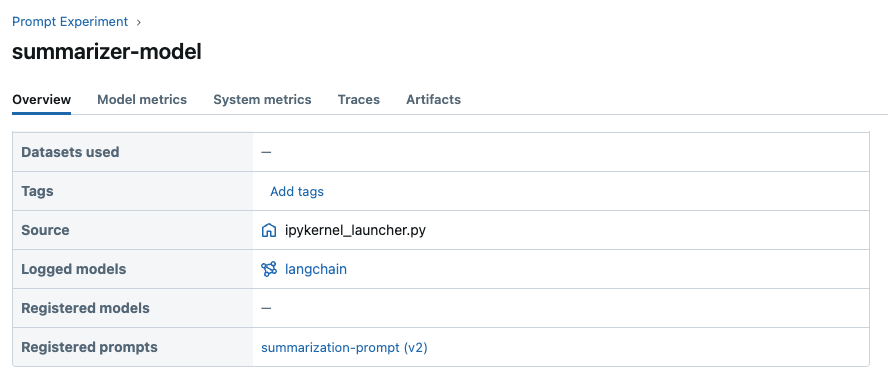 Prompt Experiment ›
summarizer-model
Overview Model metrics System metrics Traces Artifacts
Datasets used —
Tags Add tags
Source ipykernel_launcher.py
Logged models langchain
Registered models —
Registered prompts summarization-prompt (v2)